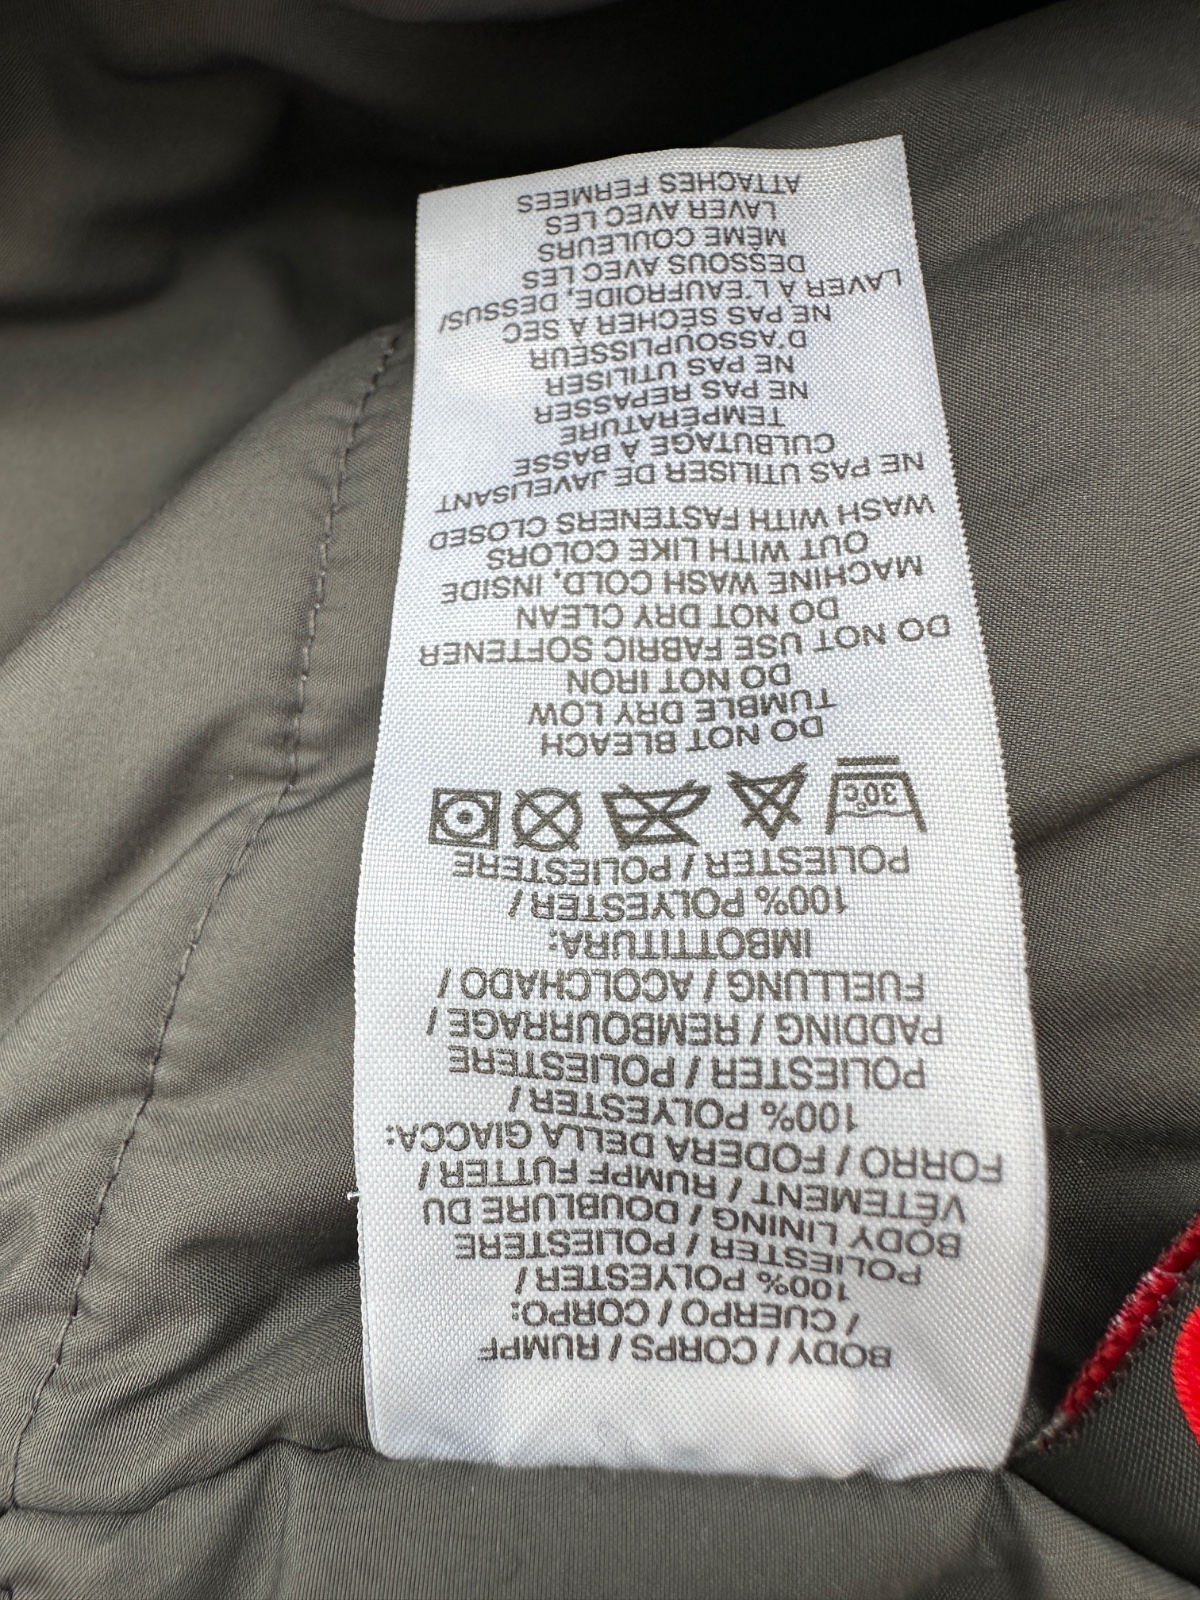 BODY / CORPS / RUMPF
/ CUERPO / CORPO:
100% POLYESTER /
POLIESTER / POLIESTERE
BODY LINING / DOUBLURE DU
VÊTEMENT / RUMPF FUTTER /
FORRO / FODERA DELLA GIACCA:
100% POLYESTER /
POLIESTER / POLIESTERE
PADDING / REMBOURRAGE /
FUELLUNG / ACOLCHADO /
IMBOTTITURA:
100% POLYESTER /
POLIESTER / POLIESTERE
30°C
DO NOT BLEACH
TUMBLE DRY LOW
DO NOT IRON
DO NOT USE FABRIC SOFTENER
DO NOT DRY CLEAN
MACHINE WASH COLD, INSIDE
OUT WITH LIKE COLORS
WASH WITH FASTENERS CLOSED
NE PAS UTILISER DE JAVELISANT
CULBUTAGE A BASSE
TEMPÉRATURE
NE PAS REPASSER
NE PAS UTILISER
D'ASSOUPLISSEUR
NE PAS SÉCHER À SEC
LAVER A L'EAUFROIDE, DESSUS/
DESSOUS AVEC LES
MÊME COULEURS
LAVER AVEC LES
ATTACHES FERMEES